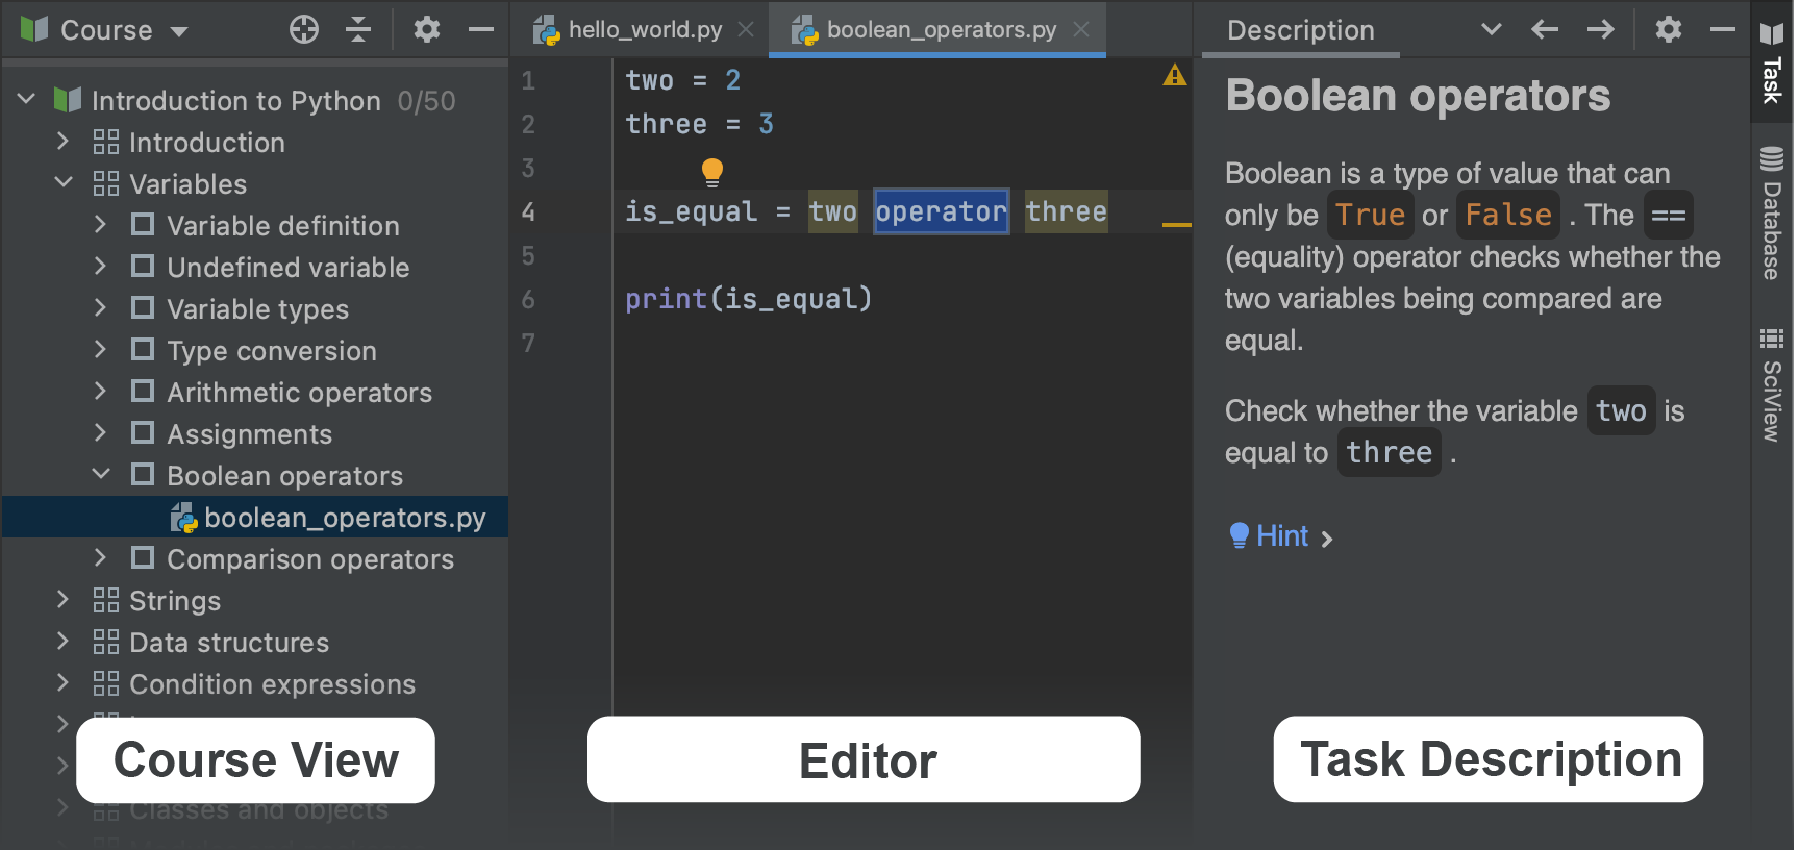 Course
Introduction to Python 0/50
Introduction
Variables
Variable definition
Undefined variable
Variable types
Type conversion
Arithmetic operators
Assignments
Boolean operators
boolean_operators.py
Comparison operators
Strings
Data structures
Condition expressions
Classes and objects
Course View
hello_world.py
boolean_operators.py
1 two = 2
2 three = 3
3
4 is_equal = two operator three
5
6 print(is_equal)
7
Editor
Description
Boolean operators
Boolean is a type of value that can
only be True or False . The ==
(equality) operator checks whether the
two variables being compared are
equal.
Check whether the variable two is
equal to three .
Hint
Task Description
Task
Database
SciView